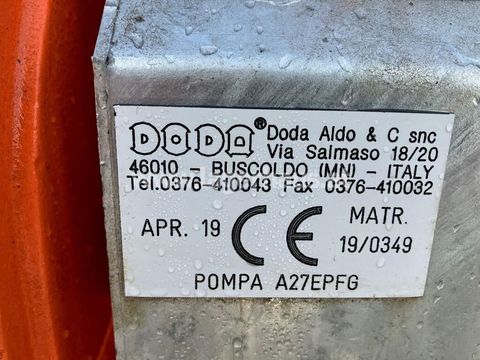 DODA® Doda Aldo & C snc
Via Salmaso 18/20
46010 - BUSCOLDO (MN) - ITALY
Tel.0376-410043 Fax 0376-410032
APR. 19 CE MATR.
19/0349
POMPA A27EPFG